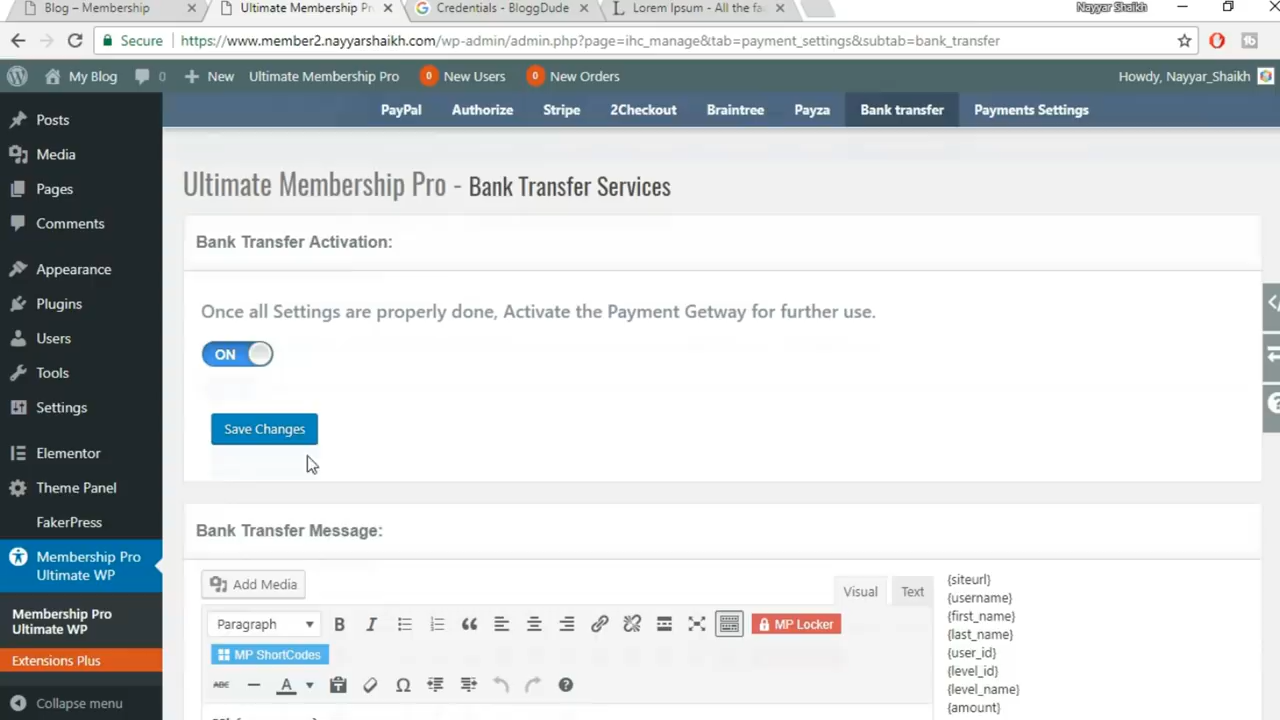 Blog – Membership
Ultimate Membership Pr
Credentials - BloggDude
Lorem Ipsum - All the fa
Nayyar Shaikh
Secure
https://www.member2.nayyarshaikh.com/wp-admin/admin.php?page=ihc_manage&tab=payment_settings&subtab=bank_transfer
My Blog
0
New
Ultimate Membership Pro
0 New Users
0 New Orders
Howdy, Nayyar_Shaikh
PayPal
Authorize
Stripe
2Checkout
Braintree
Payza
Bank transfer
Payments Settings
Posts
Media
Pages
Comments
Appearance
Plugins
Users
Tools
Settings
Elementor
Theme Panel
FakerPress
Membership Pro
Ultimate WP
Membership Pro
Ultimate WP
Extensions Plus
Collapse menu
Ultimate Membership Pro - Bank Transfer Services
Bank Transfer Activation:
Once all Settings are properly done, Activate the Payment Getway for further use.
ON
Save Changes
Bank Transfer Message:
Add Media
Visual
Text
Paragraph
B
I
MP Locker
MP ShortCodes
ABC
A
Ω
{siteurl}
{username}
{first_name}
{last_name}
{user_id}
{level_id}
{level_name}
{amount}